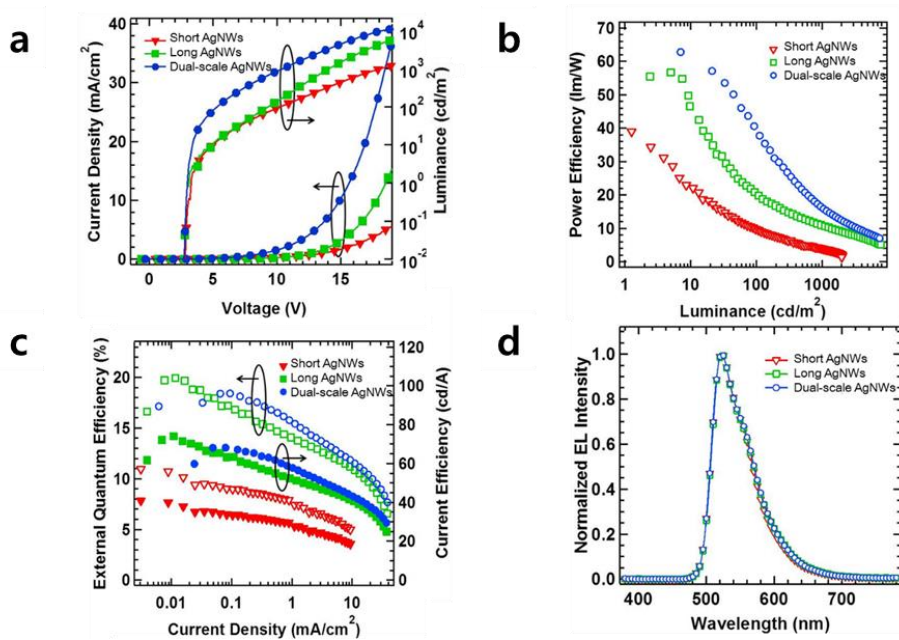 a
Current Density (mA/cm²)
40
30
20
10
0
Short AgNWs
Long AgNWs
Dual-scale AgNWs
10⁴
10³
10²
10¹
10⁰
10⁻¹
10⁻²
Luminance (cd/m²)
0
5
10
15
Voltage (V)
b
Power Efficiency (lm/W)
70
60
50
40
30
20
10
0
Short AgNWs
Long AgNWs
Dual-scale AgNWs
1
10
100
1000
Luminance (cd/m²)
c
External Quantum Efficiency (%)
20
15
10
5
0
Short AgNWs
Long AgNWs
Dual-scale AgNWs
120
100
80
60
40
20
0
Current Efficiency (cd/A)
0.01
0.1
1
10
Current Density (mA/cm²)
d
Normalized EL Intensity
1.0
0.8
0.6
0.4
0.2
0.0
Short AgNWs
Long AgNWs
Dual-scale AgNWs
400
500
600
700
Wavelength (nm)